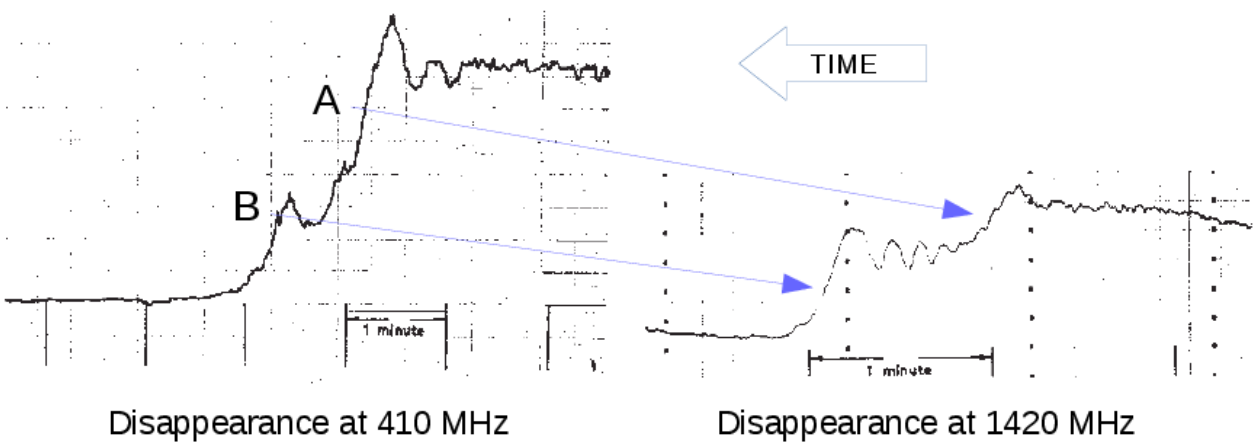 TIME
A
B
1 minute
1 minute
Disappearance at 410 MHz
Disappearance at 1420 MHz